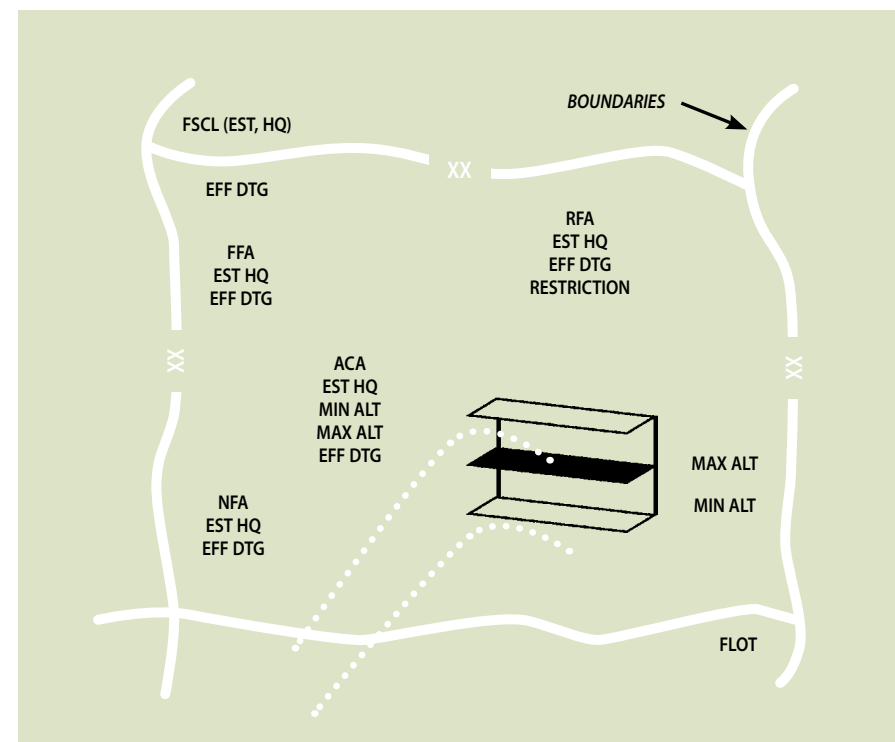 BOUNDARIES
FSCL (EST, HQ)
XX
EFF DTG
RFA
EST HQ
EFF DTG
RESTRICTION
FFA
EST HQ
EFF DTG
XX
XX
ACA
EST HQ
MIN ALT
MAX ALT
EFF DTG
MAX ALT
MIN ALT
NFA
EST HQ
EFF DTG
FLOT